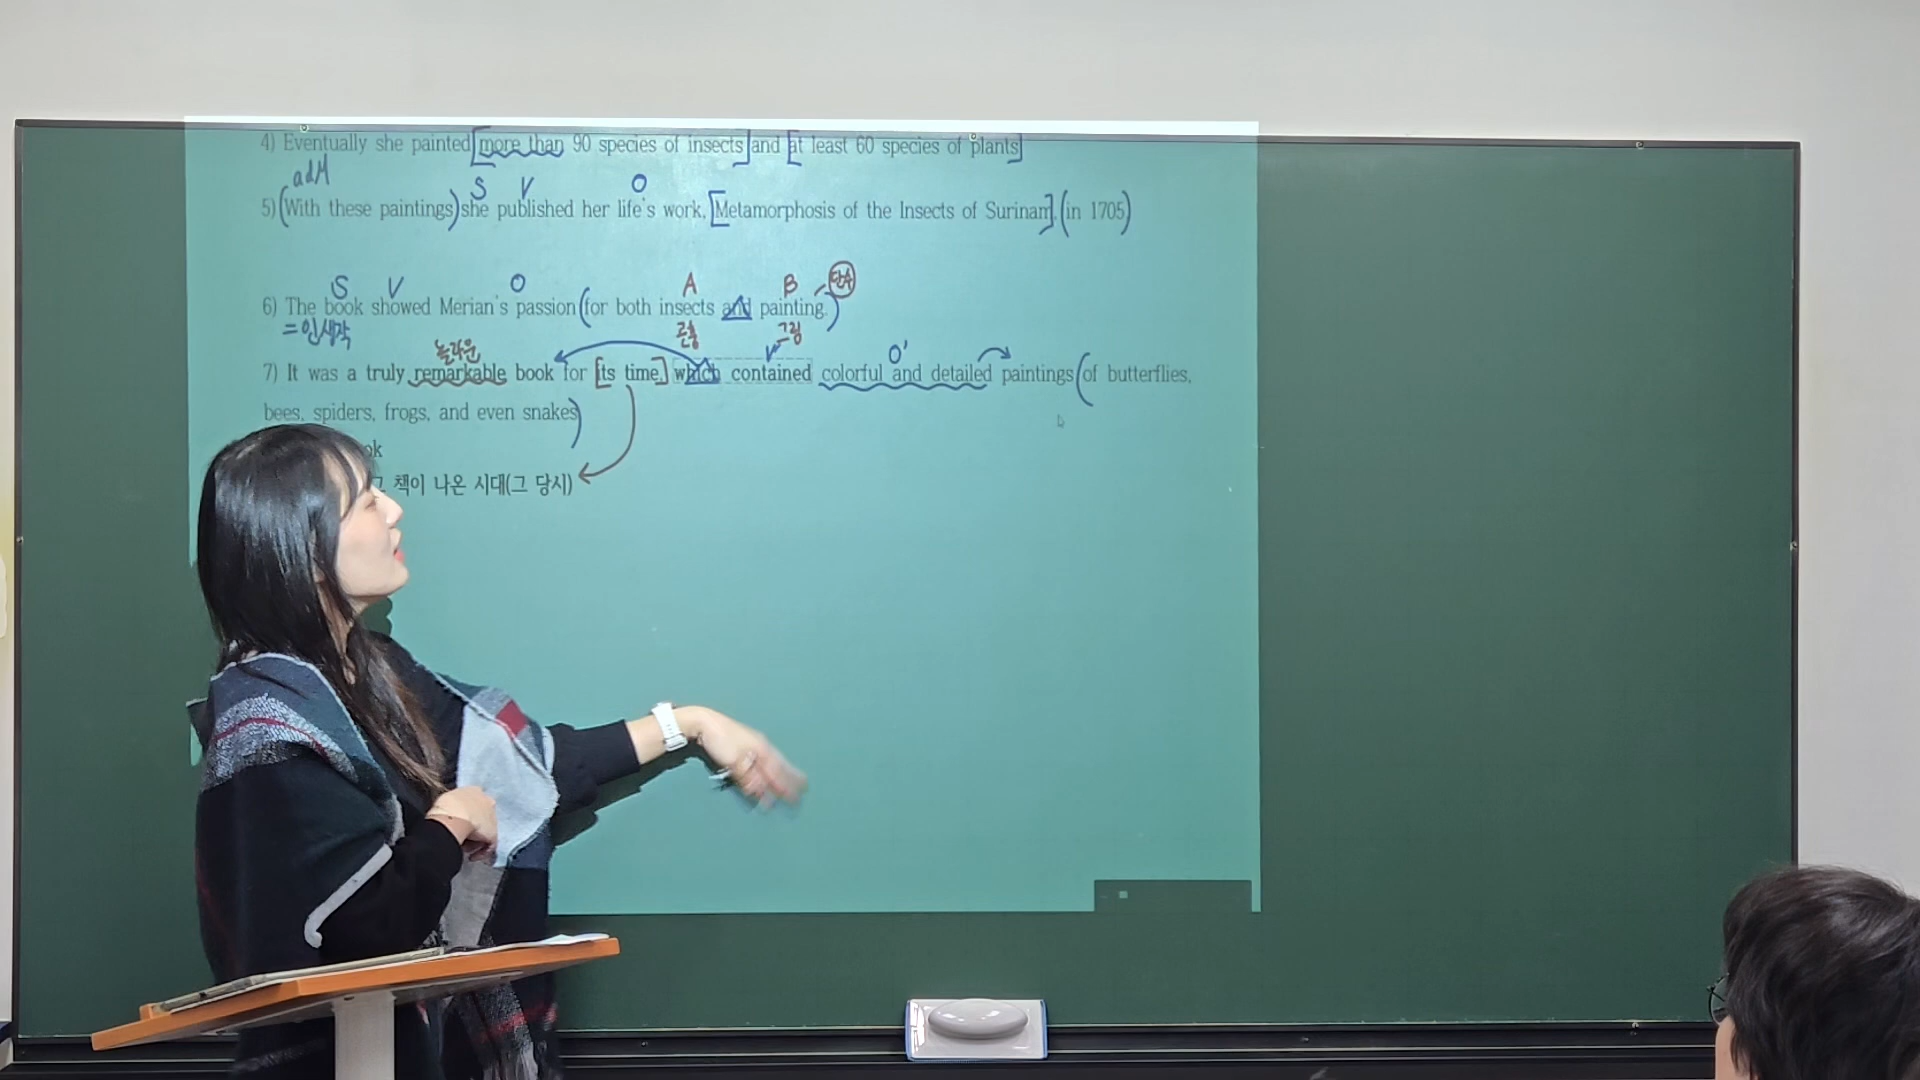 4) Eventually she painted [more than 90 species of insects] and [at least 60 species of plants]
adM S V O
5) (With these paintings) she published her life's work, [Metamorphosis of the Insects of Surinam], (in 1705)
S V O A B 단수
6) The book showed Merian's passion (for both insects and painting.)
=인생작 곤충 그림
놀라운 V O'
7) It was a truly remarkable book for [its time,] which contained colorful and detailed paintings (of butterflies,
bees, spiders, frogs, and even snakes)
ok
그 책이 나온 시대(그 당시)